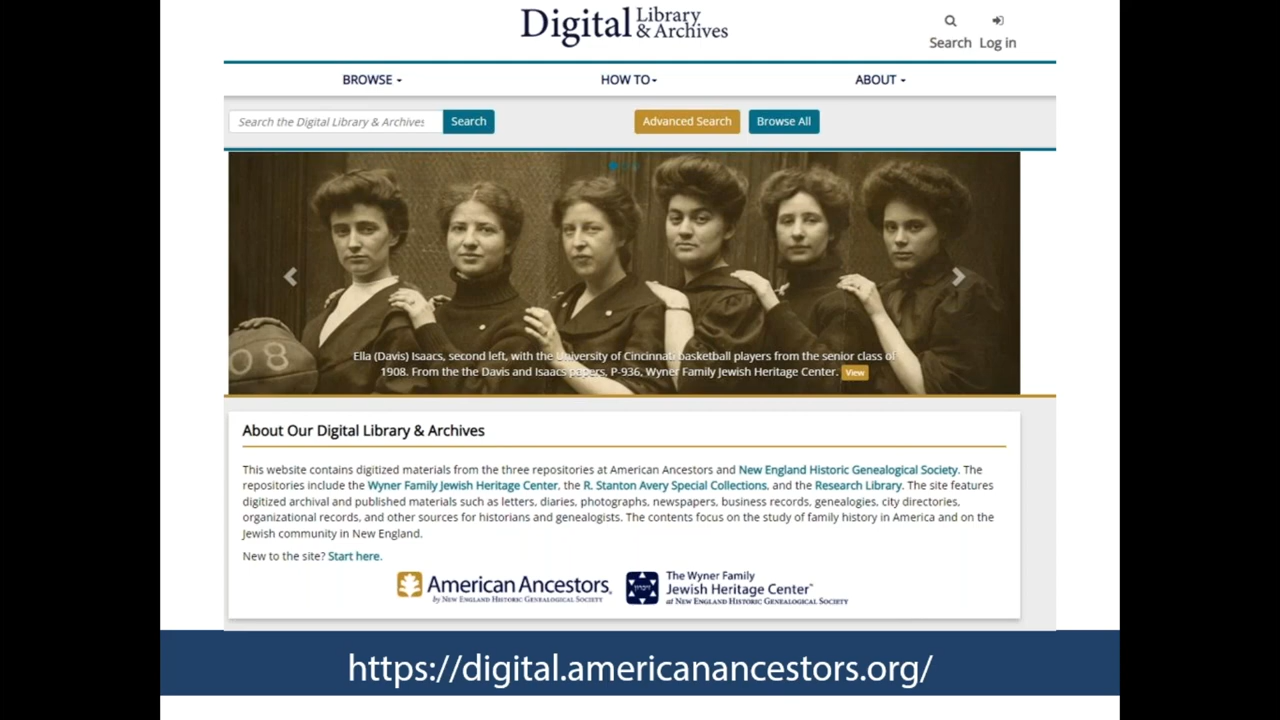 Digital Library & Archives
Search Log in
BROWSE HOW TO ABOUT
Search the Digital Library & Archives Search Advanced Search Browse All
08
Ella (Davis) Isaacs, second left, with the University of Cincinnati basketball players from the senior class of
1908. From the the Davis and Isaacs papers, P-936, Wyner Family Jewish Heritage Center. View
About Our Digital Library & Archives
This website contains digitized materials from the three repositories at American Ancestors and New England Historic Genealogical Society. The
repositories include the Wyner Family Jewish Heritage Center, the R. Stanton Avery Special Collections, and the Research Library. The site features
digitized archival and published materials such as letters, diaries, photographs, newspapers, business records, genealogies, city directories,
organizational records, and other sources for historians and genealogists. The contents focus on the study of family history in America and on the
Jewish community in New England.
New to the site? Start here.
American Ancestors
by NEW ENGLAND HISTORIC GENEALOGICAL SOCIETY
The Wyner Family
Jewish Heritage Center™
at NEW ENGLAND HISTORIC GENEALOGICAL SOCIETY
https://digital.americanancestors.org/